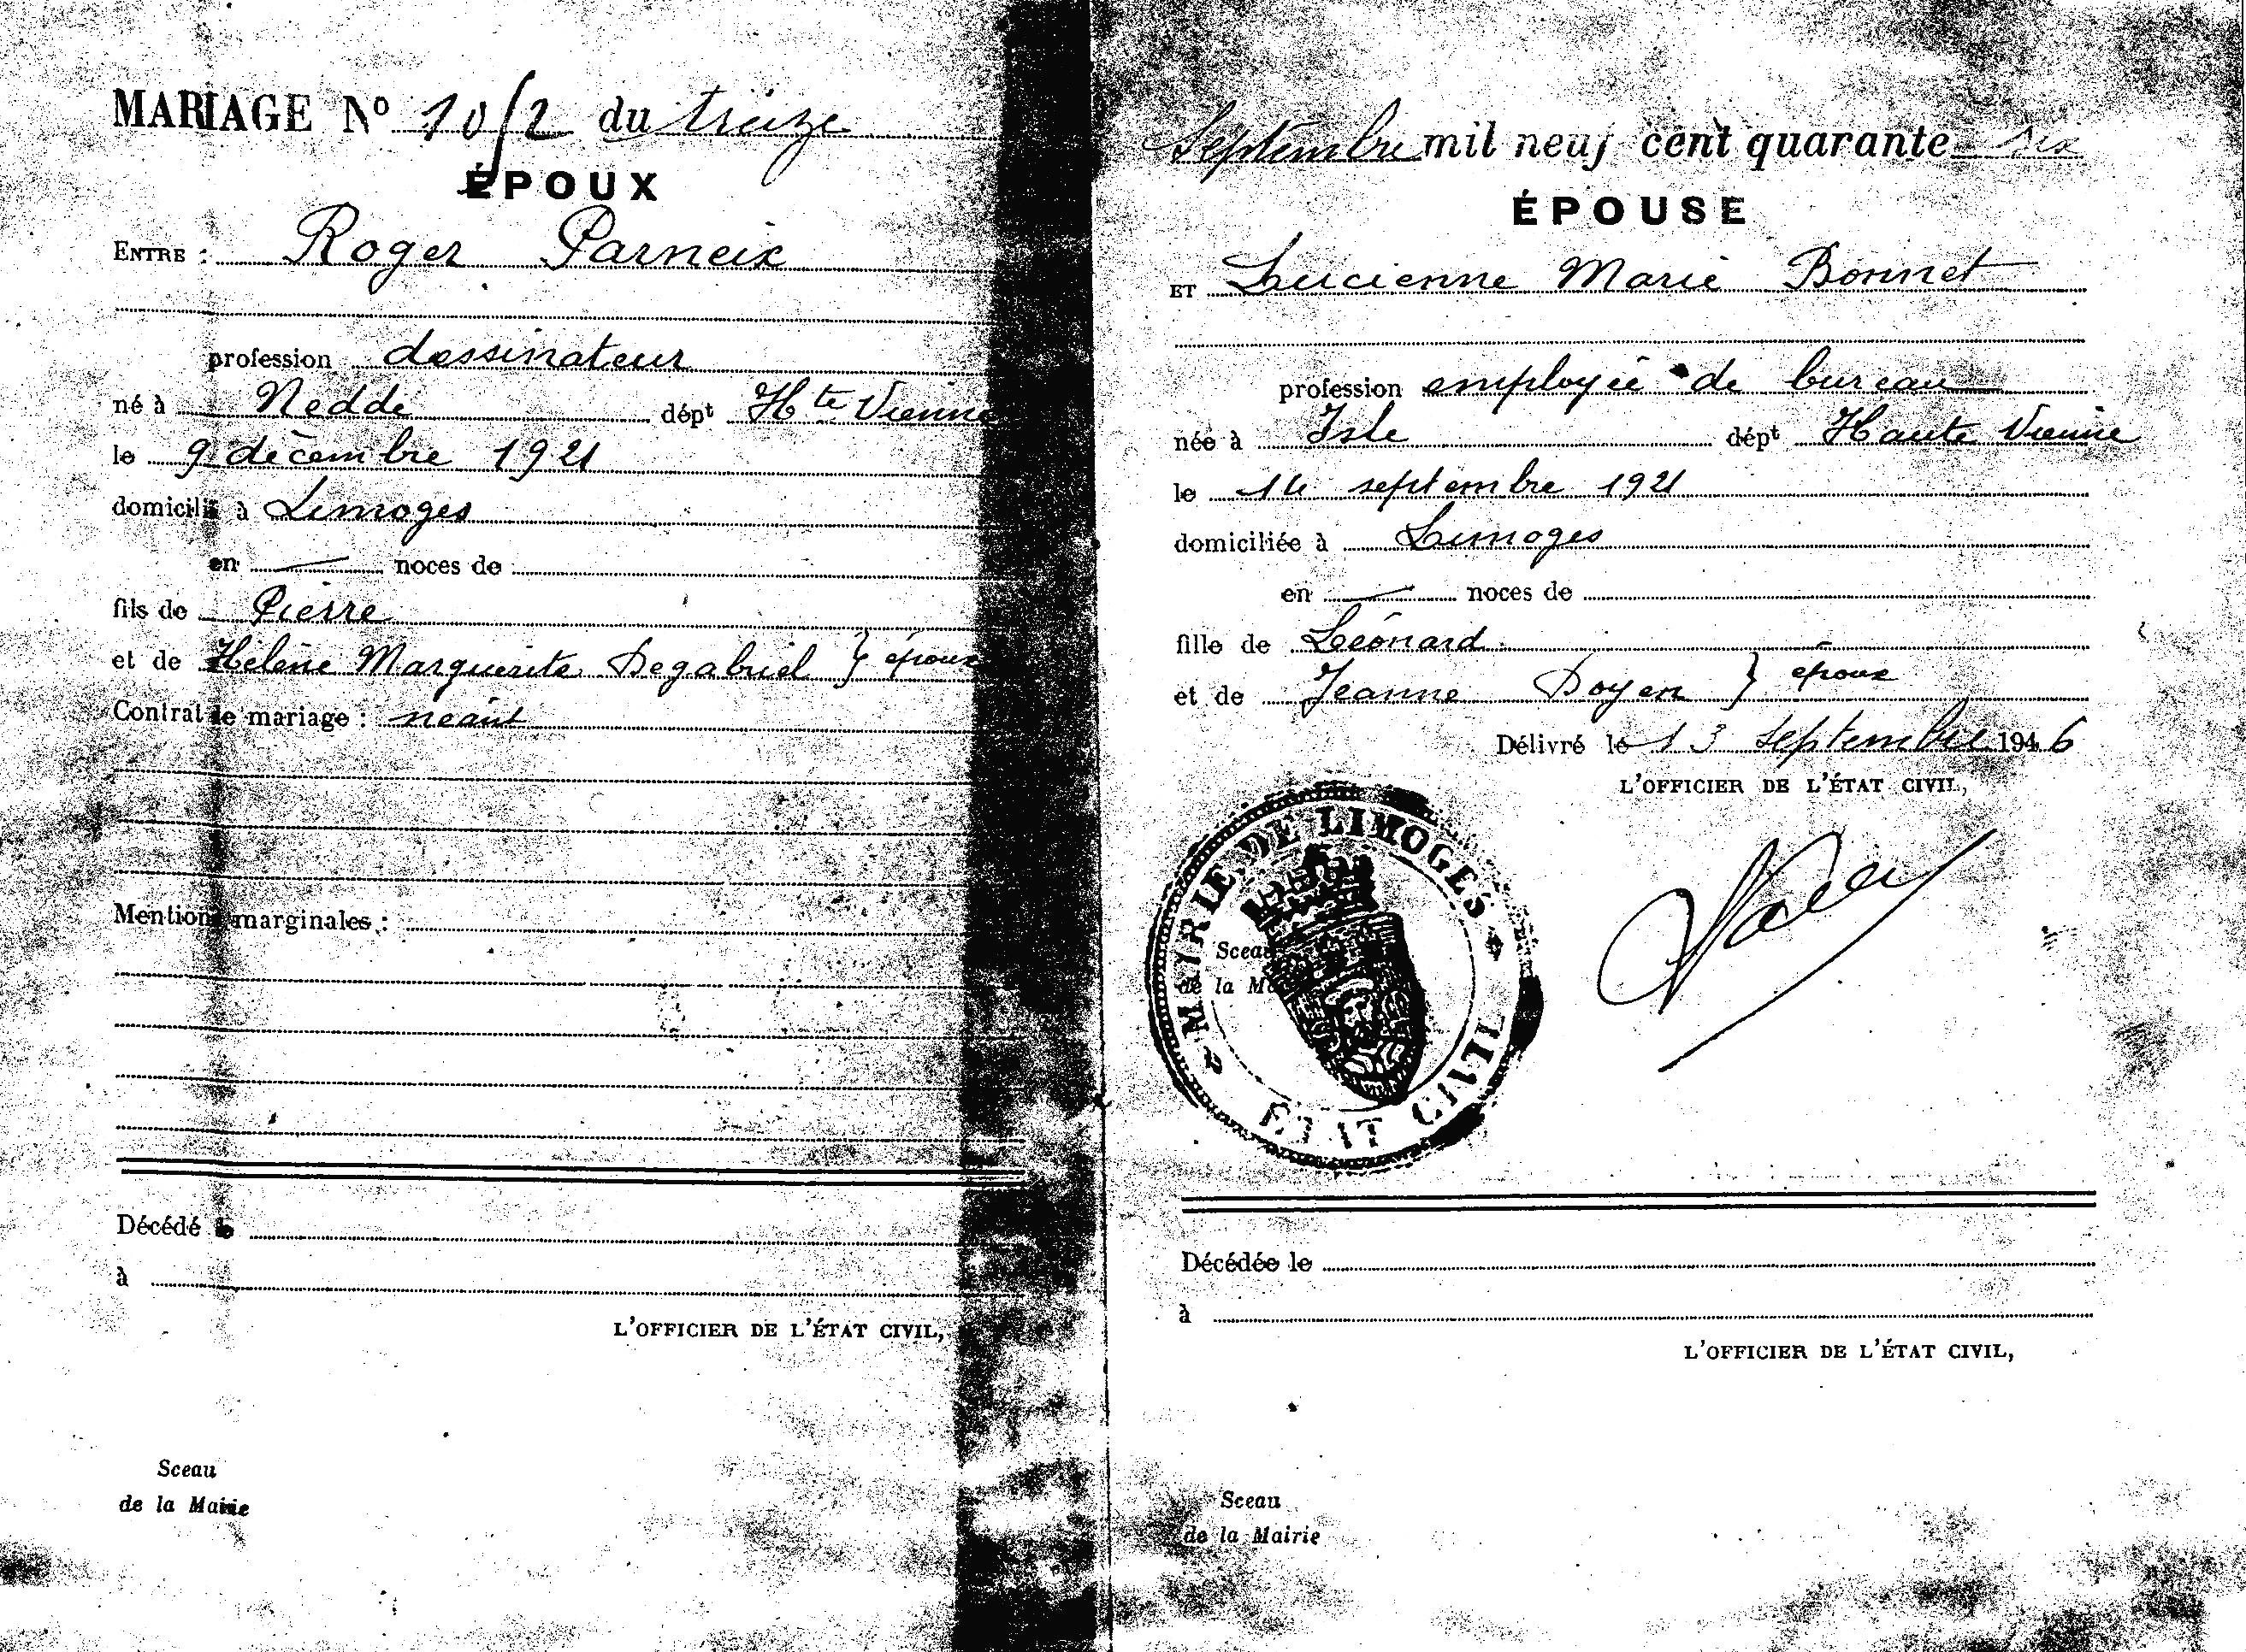 MARIAGE Nº 10/2 du treize
ÉPOUX
ENTRE : Roger Parneix
profession dessinateur
né à Nedde dépt Hte Vienne
le 9 décembre 1921
domicilié à Limoges
en — noces de
fils de Pierre
et de Hélène Marguerite Degabriel } époux
Contrat de mariage : néant
Mentions marginales :
Décédé le
à
L'OFFICIER DE L'ÉTAT CIVIL,
Sceau
de la Mairie
Septembre mil neuf cent quarante six
ÉPOUSE
ET Lucienne Marie Bonnet
profession employée de bureau
née à Isle dépt Haute Vienne
le septembre 1921
domiciliée à Limoges
en — noces de
fille de Léonard
et de Jeanne Doyen } époux
Délivré le 13 Septembre 1946
L'OFFICIER DE L'ÉTAT CIVIL,
MAIRIE DE LIMOGES
ÉTAT CIVIL
Sceau
de la
Décédée le
à
L'OFFICIER DE L'ÉTAT CIVIL,
Sceau
de la Mairie